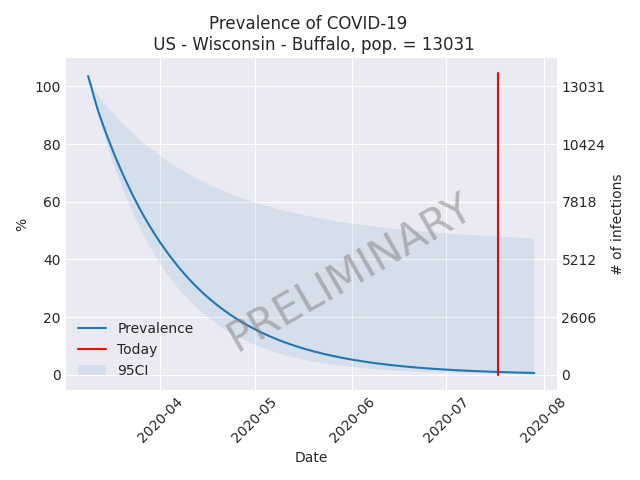 Prevalence of COVID-19
US - Wisconsin - Buffalo, pop. = 13031
100
80
60
40
20
0
%
13031
10424
7818
5212
2606
0
# of infections
PRELIMINARY
Prevalence
Today
95CI
2020-04
2020-05
2020-06
2020-07
2020-08
Date